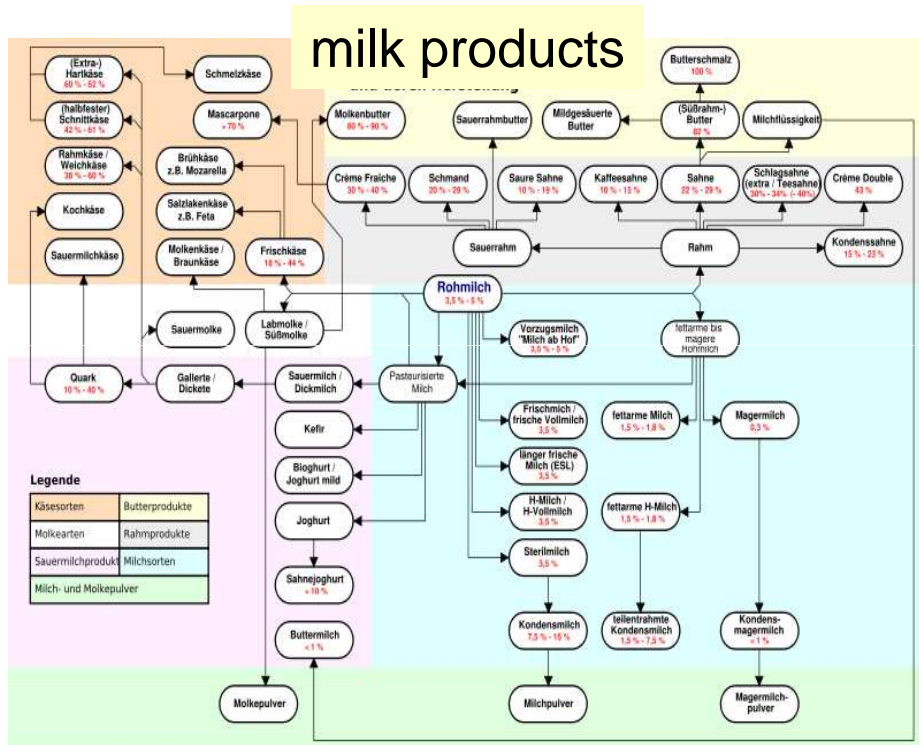 milk products
(Extra-)
Hartkäse
60 % - 62 %
Schmelzkäse
Butterschmalz
100 %
(halbfester)
Schnittkäse
42 % - 61 %
Mascarpone
> 70 %
Molkenbutter
80 % - 90 %
Sauerrahmbutter
Mildgesäuerte
Butter
(Süßrahm-)
Butter
82 %
Milchflüssigkeit
Rahmkäse /
Weichkäse
30 % - 60 %
Brühkäse
z.B. Mozarella
Crème Fraiche
30 % - 40 %
Schmand
20 % - 29 %
Saure Sahne
10 % - 19 %
Kaffeesahne
10 % - 15 %
Sahne
22 % - 29 %
Schlagsahne
(extra / Teesahne)
30% - 34% (- 40%)
Crème Double
43 %
Kochkäse
Salzlakenkäse
z.B. Feta
Sauermilchkäse
Molkenkäse /
Braunkäse
Frischkäse
10 % - 44 %
Sauerrahm
Rahm
Kondenssahne
15 % - 23 %
Rohmilch
3,5 % - 5 %
Sauermolke
Labmolke /
Süßmolke
Vorzugsmilch
"Milch ab Hof"
3,5 % - 5 %
fettarme bis
magere
Rohmilch
Quark
10 % - 40 %
Gallerte /
Dickete
Sauermilch /
Dickmilch
Pasteurisierte
Milch
Kefir
Frischmich /
frische Vollmilch
3,5 %
fettarme Milch
1,5 % - 1,8 %
Magermilch
0,3 %
Bioghurt /
Joghurt mild
länger frische
Milch (ESL)
3,5 %
Legende
Käsesorten
Butterprodukte
Molkearten
Rahmprodukte
Sauermilchprodukt
Milchsorten
Milch- und Molkepulver
Joghurt
H-Milch /
H-Vollmilch
3,5 %
fettarme H-Milch
1,5 % - 1,8 %
Sterilmilch
3,5 %
Sahnejoghurt
> 10 %
Buttermilch
< 1 %
Kondensmilch
7,5 % - 15 %
teilentrahmte
Kondensmilch
1,5 % - 7,5 %
Kondens-
magermilch
< 1 %
Molkepulver
Milchpulver
Magermilch-
pulver